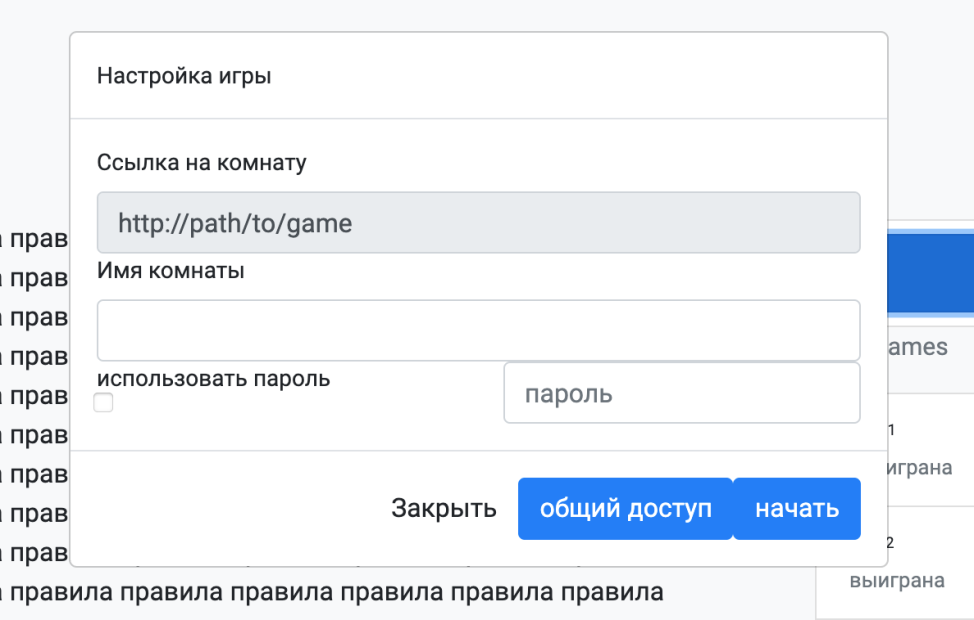 Настройка игры
Ссылка на комнату
http://path/to/game
прав
Имя комнаты
прав
прав
ames
прав
использовать пароль
пароль
прав
1
прав
играна
прав
Закрыть
общий доступ
начать
прав
2
прав
выиграна
правила правила правила правила правила правила